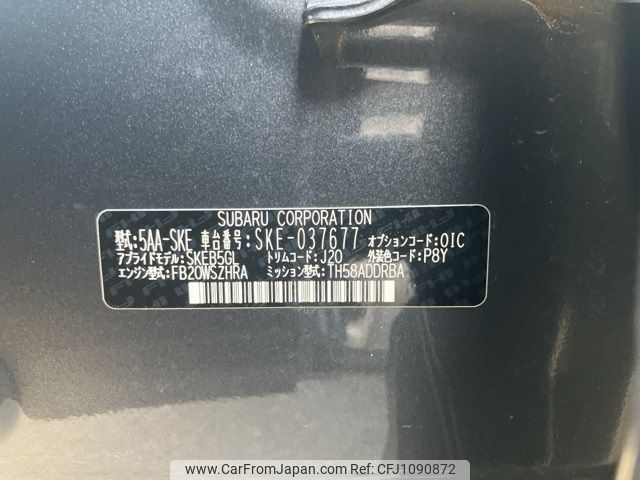 SUBARU CORPORATION
型式:5AA-SKE 車台番号:SKE-037677 オプションコード:OIC
アプライドモデル:SKEB5GL トリムコード:J20 外装色コード:P8Y
エンジン型式:FB20WSZHRA ミッション型式:TH58ADDRBA
www.carfromjapan.com Reference No. CFJ1090872